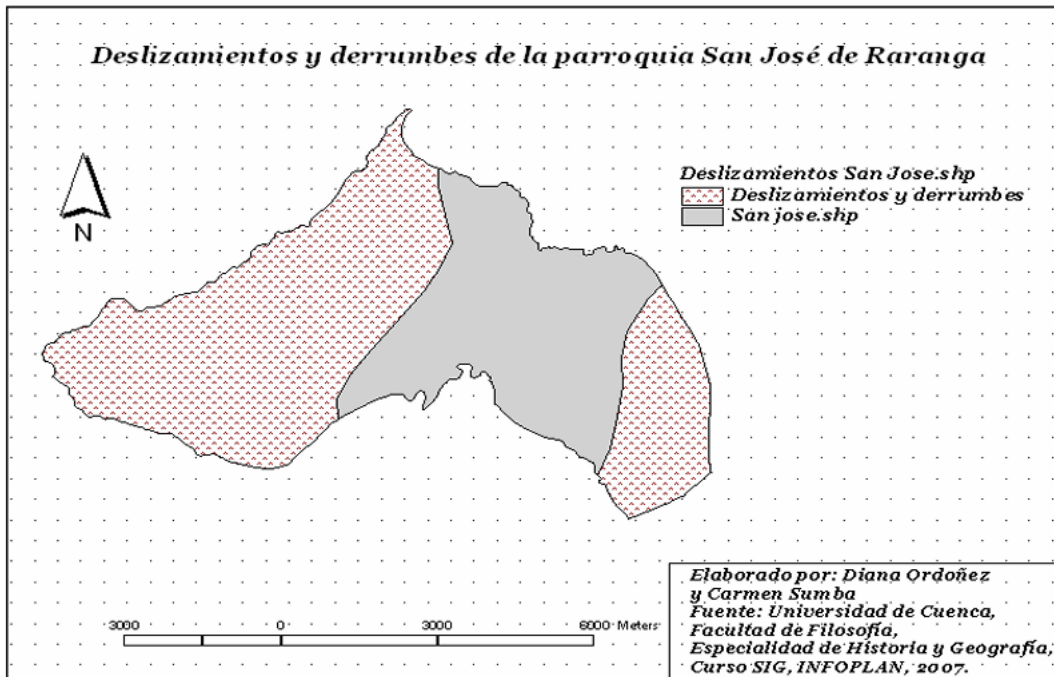 Deslizamientos y derrumbes de la parroquia San José de Raranga
N
Deslizamientos San Jose.shp
Deslizamientos y derrumbes
San jose.shp
3000 0 3000 6000 Meters
Elaborado por: Diana Ordoñez
y Carmen Sumba
Fuente: Universidad de Cuenca,
Facultad de Filosofía,
Especialidad de Historia y Geografía,
Curso SIG, INFOPLAN, 2007.